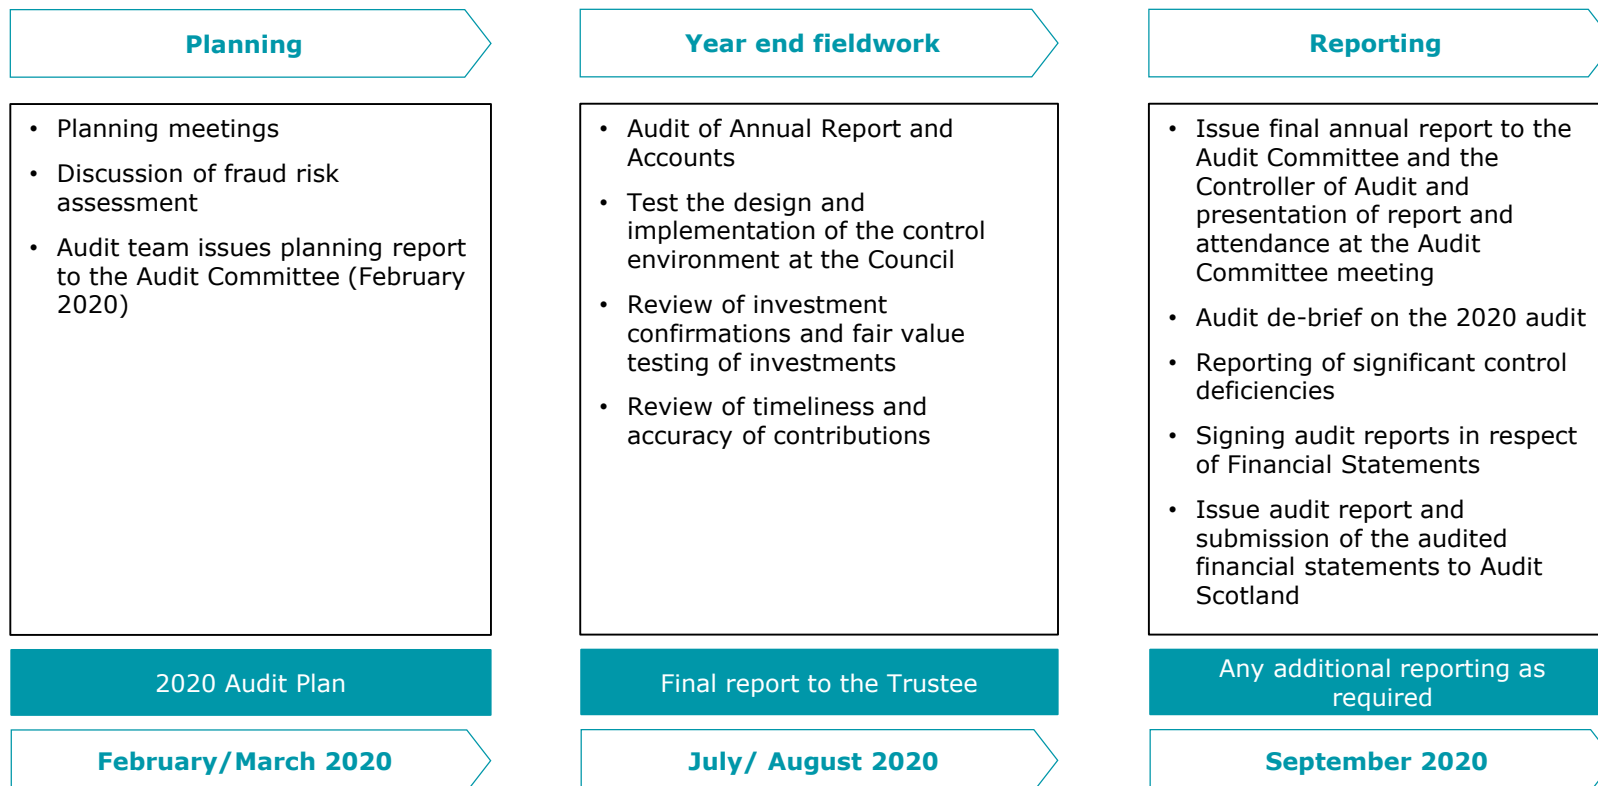 Planning
Year end fieldwork
Reporting
• Planning meetings
• Discussion of fraud risk
assessment
• Audit team issues planning report
to the Audit Committee (February
2020)
• Audit of Annual Report and
Accounts
• Test the design and
implementation of the control
environment at the Council
• Review of investment
confirmations and fair value
testing of investments
• Review of timeliness and
accuracy of contributions
• Issue final annual report to the
Audit Committee and the
Controller of Audit and
presentation of report and
attendance at the Audit
Committee meeting
• Audit de-brief on the 2020 audit
• Reporting of significant control
deficiencies
• Signing audit reports in respect
of Financial Statements
• Issue audit report and
submission of the audited
financial statements to Audit
Scotland
2020 Audit Plan
Final report to the Trustee
Any additional reporting as
required
February/March 2020
July/ August 2020
September 2020